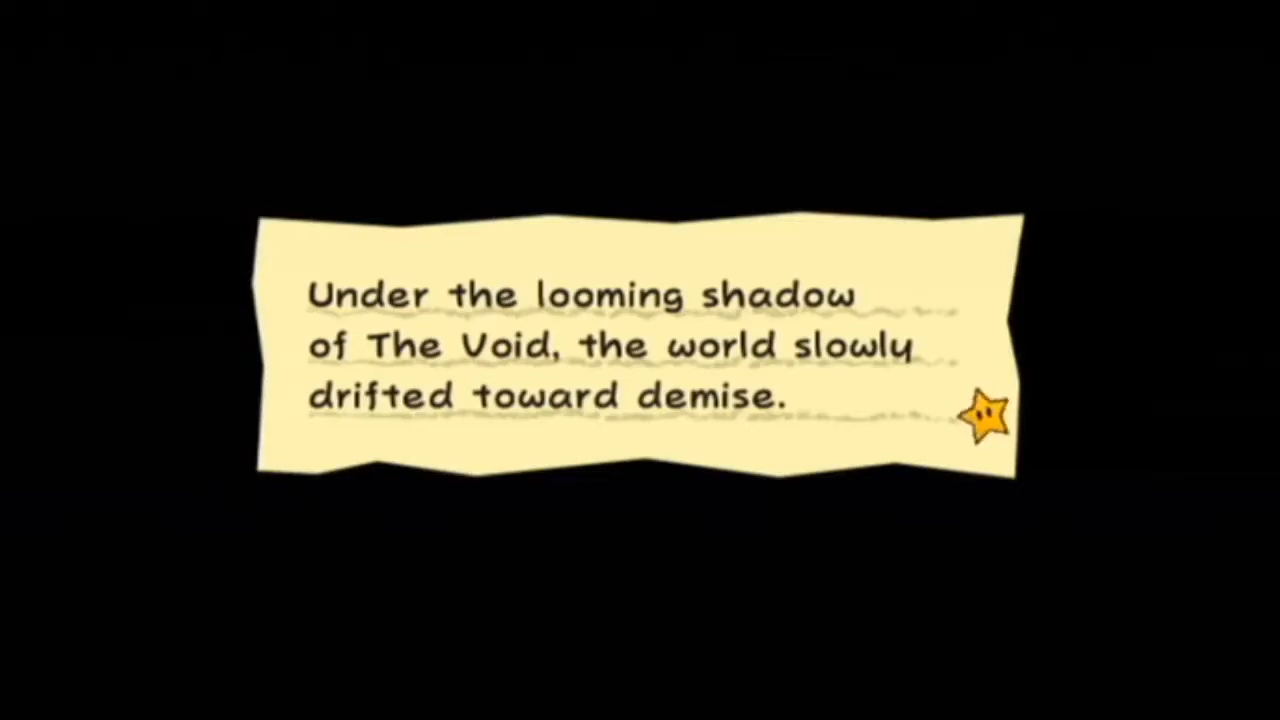 Under the looming shadow
of The Void, the world slowly
drifted toward demise.